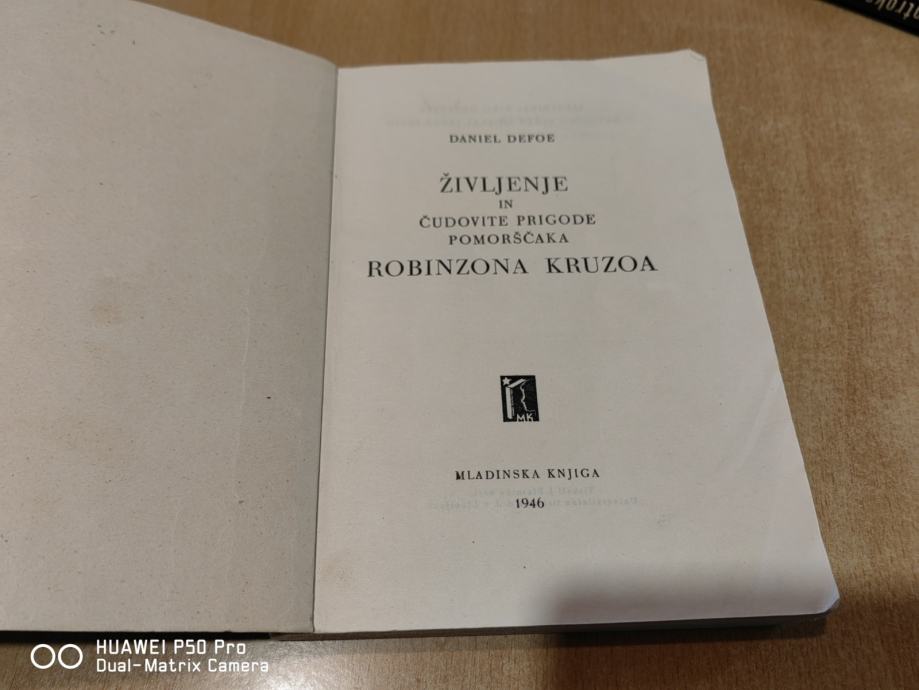 DANIEL DEFOE
ŽIVLJENJE
IN
ČUDOVITE PRIGODE
POMORŠČAKA
ROBINZONA KRUZOA
MK
MLADINSKA KNJIGA
1946
HUAWEI P50 Pro
Dual-Matrix Camera